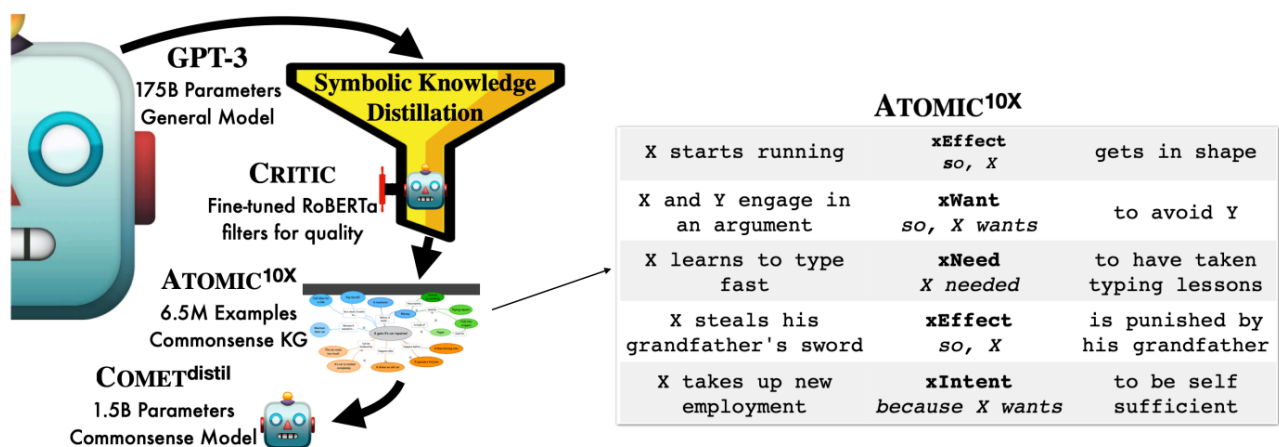 GPT-3
175B Parameters
General Model
Symbolic Knowledge
Distillation
CRITIC
Fine-tuned RoBERTa
filters for quality
ATOMIC10X
6.5M Examples
Commonsense KG
COMETdistil
1.5B Parameters
Commonsense Model
ATOMIC10X
X starts running
xEffect
so, X
gets in shape
X and Y engage in
an argument
xWant
so, X wants
to avoid Y
X learns to type
fast
xNeed
X needed
to have taken
typing lessons
X steals his
grandfather's sword
xEffect
so, X
is punished by
his grandfather
X takes up new
employment
xIntent
because X wants
to be self
sufficient